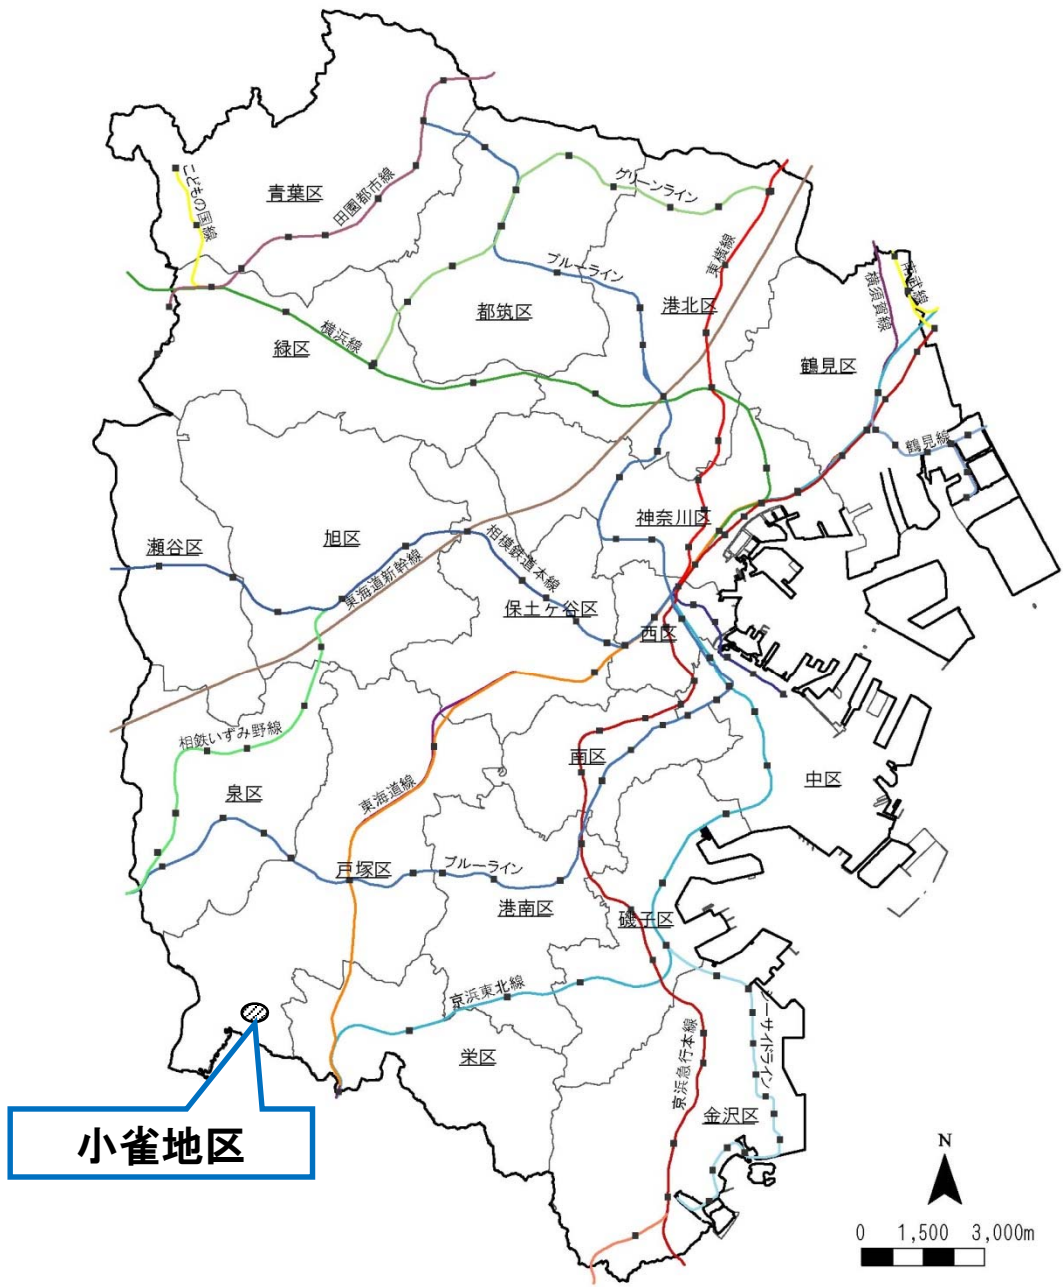 こどもの国線
青葉区
田園都市線
グリーンライン
東横線
ブルーライン
都筑区
港北区
横須賀線
南武線
横浜線
緑区
鶴見区
鶴見線
神奈川区
瀬谷区
旭区
東海道新幹線
相模鉄道本線
保土ヶ谷区
西区
相鉄いずみ野線
泉区
東海道線
南区
中区
戸塚区
ブルーライン
港南区
磯子区
京浜東北線
栄区
京浜急行本線
シーサイドライン
金沢区
小雀地区
N
0 1,500 3,000m